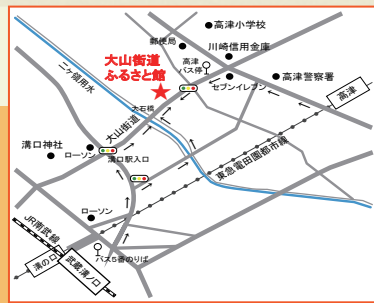 高津小学校
郵便局
川崎信用金庫
大山街道
ふるさと館
高津
バス停
二ヶ領用水
セブンイレブン
高津警察署
高津
大石橋
大山街道
溝口神社
ローソン
溝口駅入口
東急電田園都市線
ローソン
JR南武線
バス5番のりば
溝の口
武蔵溝ノ口